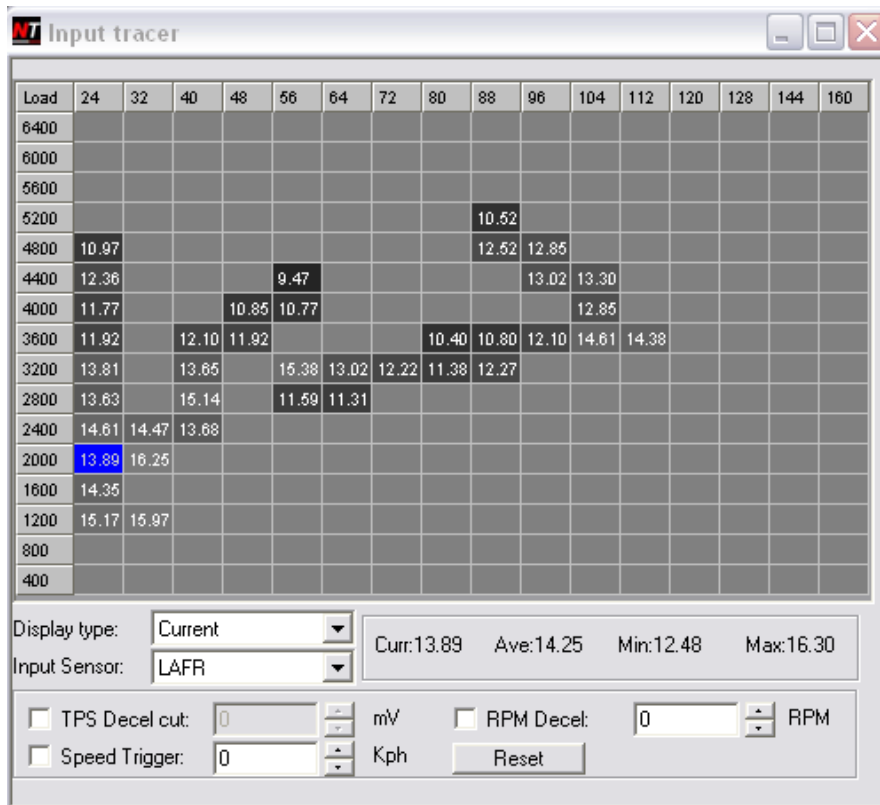 NT Input tracer
Load 24 32 40 48 56 64 72 80 88 96 104 112 120 128 144 160
6400
6000
5600
5200 10.52
4800 10.97 12.52 12.85
4400 12.36 9.47 13.02 13.30
4000 11.77 10.85 10.77 12.85
3600 11.92 12.10 11.92 10.40 10.80 12.10 14.61 14.38
3200 13.81 13.65 15.38 13.02 12.22 11.38 12.27
2800 13.63 15.14 11.59 11.31
2400 14.61 14.47 13.68
2000 13.89 16.25
1600 14.35
1200 15.17 15.97
800
400
Display type: Current
Curr:13.89 Ave:14.25 Min:12.48 Max:16.30
Input Sensor: LAFR
TPS Decel cut: 0 mV RPM Decel: 0 RPM
Speed Trigger: 0 Kph Reset